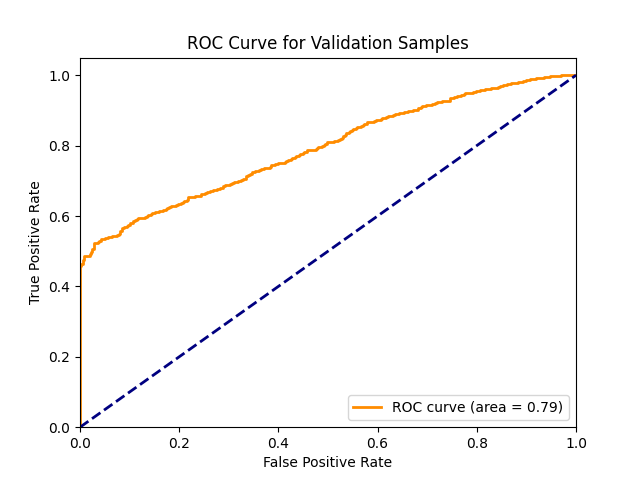 ROC Curve for Validation Samples
True Positive Rate
1.0
0.8
0.6
0.4
0.2
0.0
0.0 0.2 0.4 0.6 0.8 1.0
False Positive Rate
ROC curve (area = 0.79)